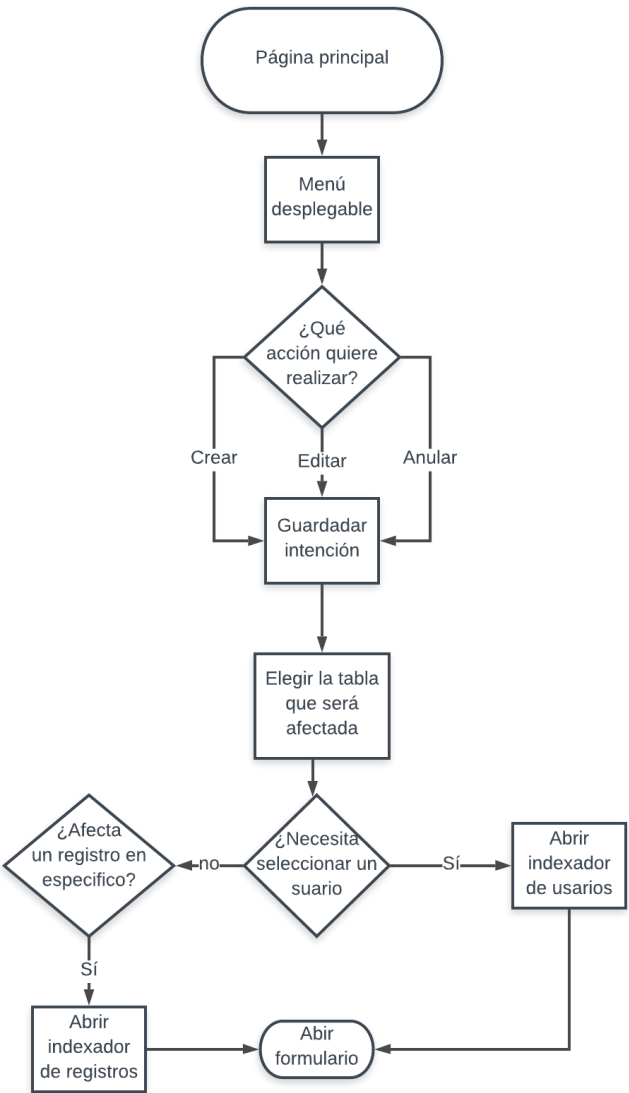 Página principal
Menú
desplegable
¿Qué
acción quiere
realizar?
Crear
Editar
Anular
Guardadar
intención
Elegir la tabla
que será
afectada
¿Afecta
un registro en
especifico?
no
¿Necesita
seleccionar un
suario
Sí
Abrir
indexador
de usarios
Sí
Abrir
indexador
de registros
Abir
formulario